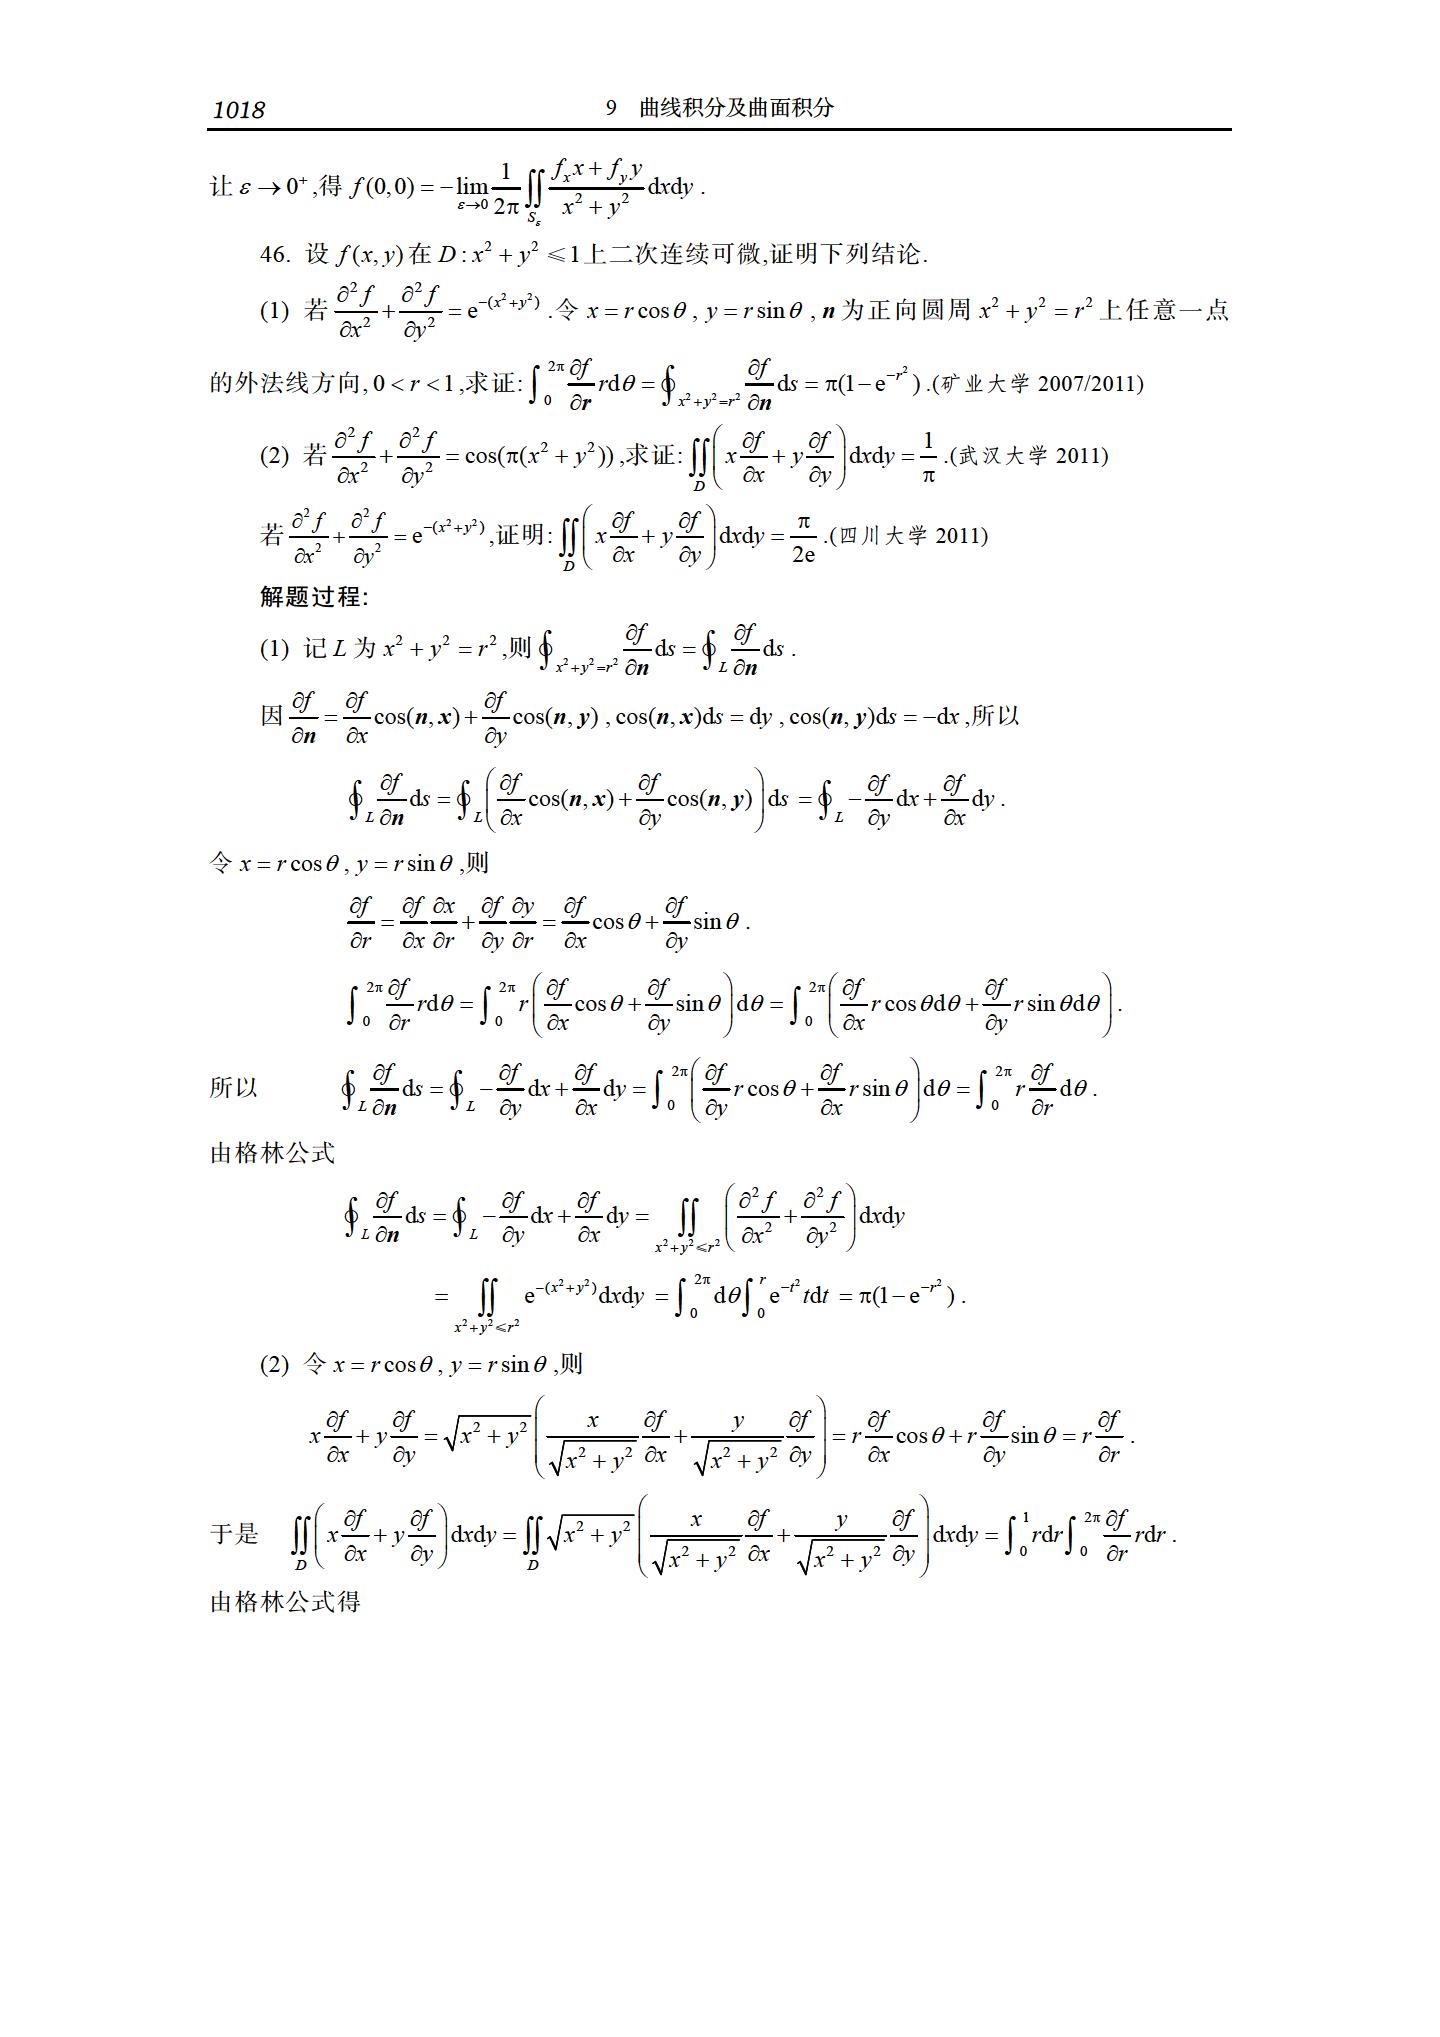 1018 9 曲线积分及曲面积分
让 $\varepsilon \to 0^+$,得 $f(0,0) = -\lim_{\varepsilon \to 0} \frac{1}{2\pi} \iint_{S_\varepsilon} \frac{f_x x + f_y y}{x^2 + y^2} \mathrm{d}x\mathrm{d}y$ .
46. 设 $f(x,y)$ 在 $D: x^2 + y^2 \leqslant 1$ 上二次连续可微,证明下列结论.
(1) 若 $\frac{\partial^2 f}{\partial x^2} + \frac{\partial^2 f}{\partial y^2} = \mathrm{e}^{-(x^2+y^2)}$ .令 $x = r\cos\theta$ , $y = r\sin\theta$ , $\boldsymbol{n}$ 为正向圆周 $x^2 + y^2 = r^2$ 上任意一点
的外法线方向, $0 < r < 1$ ,求证: $\int_0^{2\pi} \frac{\partial f}{\partial \boldsymbol{r}} r\mathrm{d}\theta = \oint_{x^2+y^2=r^2} \frac{\partial f}{\partial \boldsymbol{n}} \mathrm{d}s = \pi(1 - \mathrm{e}^{-r^2})$ .(矿业大学 2007/2011)
(2) 若 $\frac{\partial^2 f}{\partial x^2} + \frac{\partial^2 f}{\partial y^2} = \cos(\pi(x^2 + y^2))$ ,求证: $\iint_D \left( x\frac{\partial f}{\partial x} + y\frac{\partial f}{\partial y} \right) \mathrm{d}x\mathrm{d}y = \frac{1}{\pi}$ .(武汉大学 2011)
若 $\frac{\partial^2 f}{\partial x^2} + \frac{\partial^2 f}{\partial y^2} = \mathrm{e}^{-(x^2+y^2)}$ ,证明: $\iint_D \left( x\frac{\partial f}{\partial x} + y\frac{\partial f}{\partial y} \right) \mathrm{d}x\mathrm{d}y = \frac{\pi}{2\mathrm{e}}$ .(四川大学 2011)
解题过程:
(1) 记 $L$ 为 $x^2 + y^2 = r^2$ ,则 $\oint_{x^2+y^2=r^2} \frac{\partial f}{\partial \boldsymbol{n}} \mathrm{d}s = \oint_L \frac{\partial f}{\partial \boldsymbol{n}} \mathrm{d}s$ .
因 $\frac{\partial f}{\partial \boldsymbol{n}} = \frac{\partial f}{\partial x} \cos(\boldsymbol{n}, \boldsymbol{x}) + \frac{\partial f}{\partial y} \cos(\boldsymbol{n}, y)$ , $\cos(\boldsymbol{n}, \boldsymbol{x})\mathrm{d}s = \mathrm{d}y$ , $\cos(\boldsymbol{n}, \boldsymbol{y})\mathrm{d}s = -\mathrm{d}x$ ,所以
$\oint_L \frac{\partial f}{\partial \boldsymbol{n}} \mathrm{d}s = \oint_L \left( \frac{\partial f}{\partial x} \cos(\boldsymbol{n}, \boldsymbol{x}) + \frac{\partial f}{\partial y} \cos(\boldsymbol{n}, y) \right) \mathrm{d}s = \oint_L -\frac{\partial f}{\partial y} \mathrm{d}x + \frac{\partial f}{\partial x} \mathrm{d}y$ .
令 $x = r\cos\theta$ , $y = r\sin\theta$ ,则
$\frac{\partial f}{\partial r} = \frac{\partial f}{\partial x} \frac{\partial x}{\partial r} + \frac{\partial f}{\partial y} \frac{\partial y}{\partial r} = \frac{\partial f}{\partial x} \cos\theta + \frac{\partial f}{\partial y} \sin\theta$ .
$\int_0^{2\pi} \frac{\partial f}{\partial r} r\mathrm{d}\theta = \int_0^{2\pi} r \left( \frac{\partial f}{\partial x} \cos\theta + \frac{\partial f}{\partial y} \sin\theta \right) \mathrm{d}\theta = \int_0^{2\pi} \left( \frac{\partial f}{\partial x} r\cos\theta\mathrm{d}\theta + \frac{\partial f}{\partial y} r\sin\theta\mathrm{d}\theta \right)$ .
所以 $\oint_L \frac{\partial f}{\partial \boldsymbol{n}} \mathrm{d}s = \oint_L -\frac{\partial f}{\partial y} \mathrm{d}x + \frac{\partial f}{\partial x} \mathrm{d}y = \int_0^{2\pi} \left( \frac{\partial f}{\partial y} r\cos\theta + \frac{\partial f}{\partial x} r\sin\theta \right) \mathrm{d}\theta = \int_0^{2\pi} r\frac{\partial f}{\partial r} \mathrm{d}\theta$ .
由格林公式
$\oint_L \frac{\partial f}{\partial \boldsymbol{n}} \mathrm{d}s = \oint_L -\frac{\partial f}{\partial y} \mathrm{d}x + \frac{\partial f}{\partial x} \mathrm{d}y = \iint_{x^2+y^2 \leqslant r^2} \left( \frac{\partial^2 f}{\partial x^2} + \frac{\partial^2 f}{\partial y^2} \right) \mathrm{d}x\mathrm{d}y$
$= \iint_{x^2+y^2 \leqslant r^2} \mathrm{e}^{-(x^2+y^2)} \mathrm{d}x\mathrm{d}y = \int_0^{2\pi} \mathrm{d}\theta \int_0^r \mathrm{e}^{-t^2} t\mathrm{d}t = \pi(1 - \mathrm{e}^{-r^2})$ .
(2) 令 $x = r\cos\theta$ , $y = r\sin\theta$ ,则
$x\frac{\partial f}{\partial x} + y\frac{\partial f}{\partial y} = \sqrt{x^2 + y^2} \left( \frac{x}{\sqrt{x^2 + y^2}} \frac{\partial f}{\partial x} + \frac{y}{\sqrt{x^2 + y^2}} \frac{\partial f}{\partial y} \right) = r\frac{\partial f}{\partial x} \cos\theta + r\frac{\partial f}{\partial y} \sin\theta = r\frac{\partial f}{\partial r}$ .
于是 $\iint_D \left( x\frac{\partial f}{\partial x} + y\frac{\partial f}{\partial y} \right) \mathrm{d}x\mathrm{d}y = \iint_D \sqrt{x^2 + y^2} \left( \frac{x}{\sqrt{x^2 + y^2}} \frac{\partial f}{\partial x} + \frac{y}{\sqrt{x^2 + y^2}} \frac{\partial f}{\partial y} \right) \mathrm{d}x\mathrm{d}y = \int_0^1 r\mathrm{d}r \int_0^{2\pi} \frac{\partial f}{\partial r} r\mathrm{d}r$ .
由格林公式得